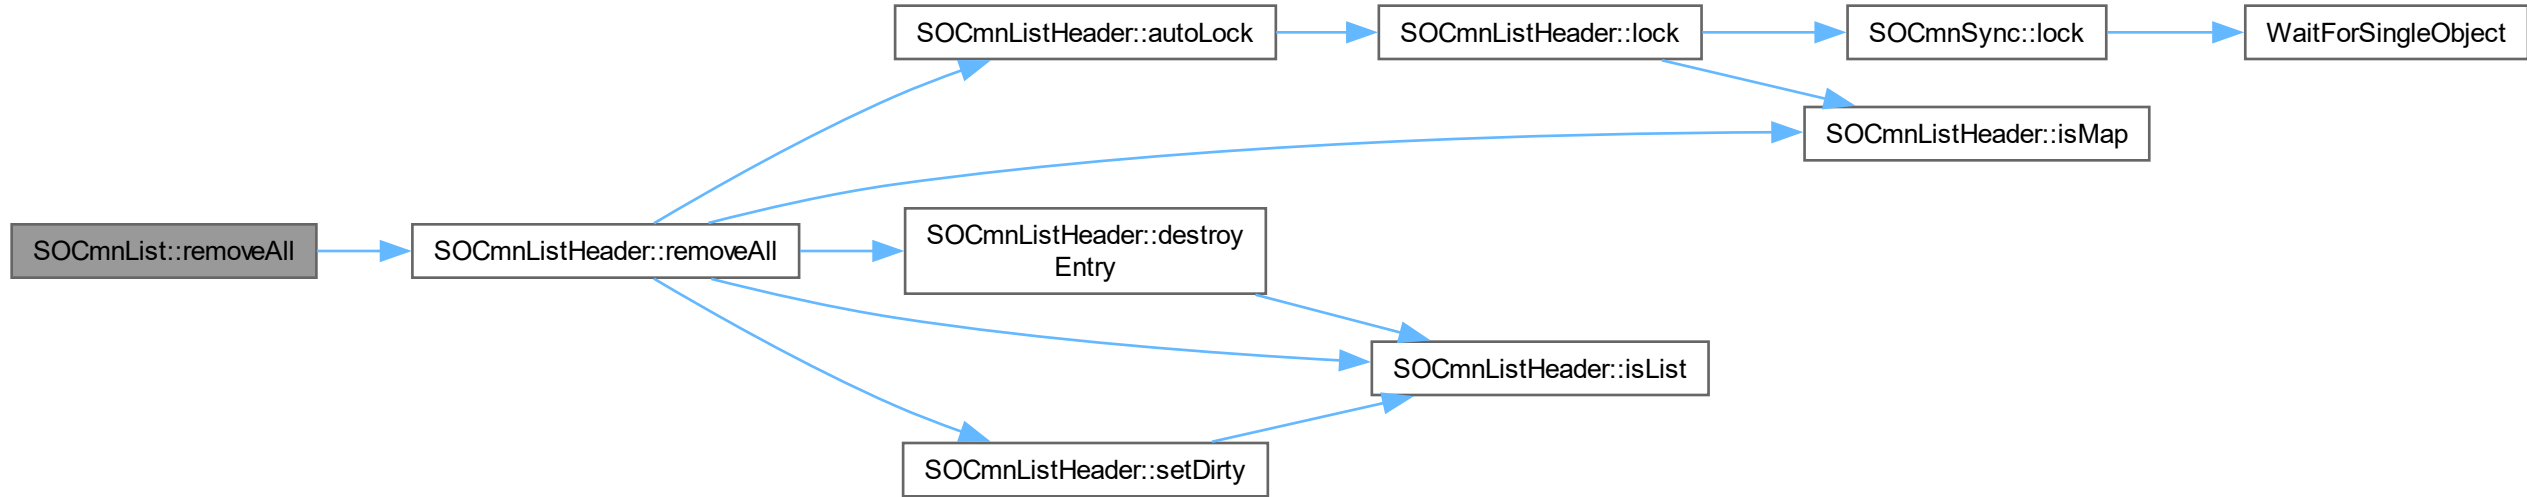 SOCmnListHeader::autoLock
SOCmnListHeader::lock
SOCmnSync::lock
WaitForSingleObject
SOCmnListHeader::isMap
SOCmnList::removeAll
SOCmnListHeader::removeAll
SOCmnListHeader::destroy
Entry
SOCmnListHeader::isList
SOCmnListHeader::setDirty